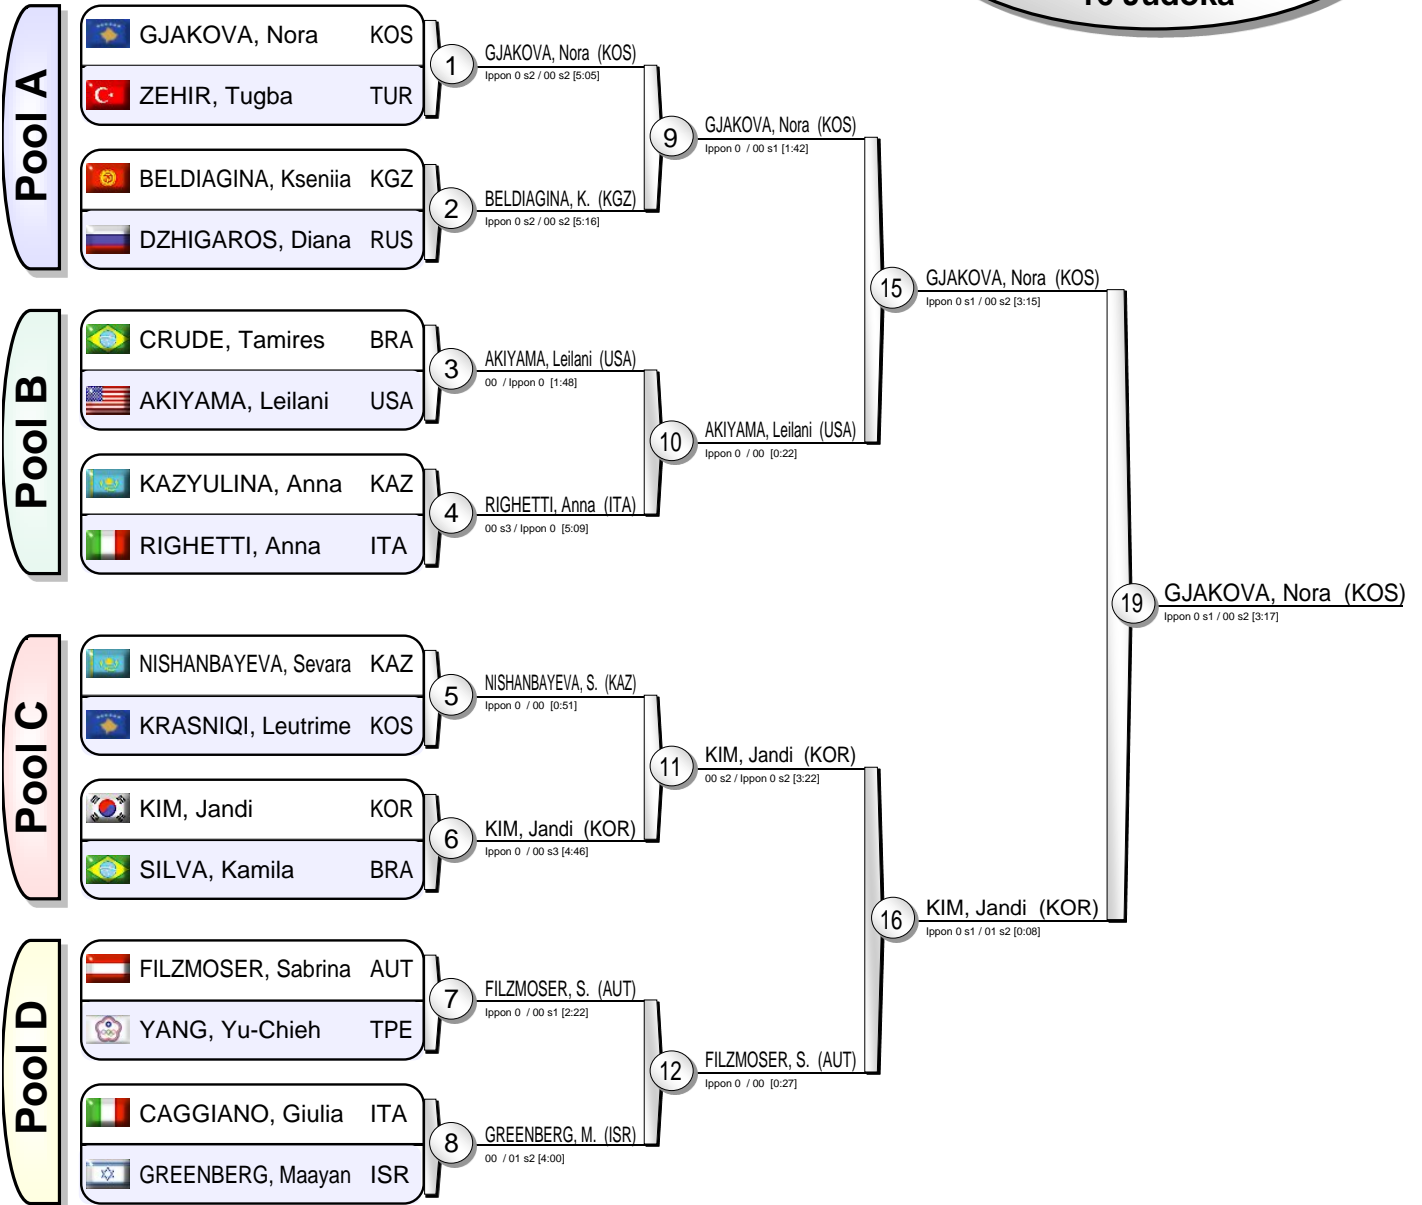 16 Judoka
Pool A
GJAKOVA, Nora KOS
ZEHIR, Tugba TUR
BELDIAGINA, Kseniia KGZ
DZHIGAROS, Diana RUS
Pool B
CRUDE, Tamires BRA
AKIYAMA, Leilani USA
KAZYULINA, Anna KAZ
RIGHETTI, Anna ITA
Pool C
NISHANBAYEVA, Sevara KAZ
KRASNIQI, Leutrime KOS
KIM, Jandi KOR
SILVA, Kamila BRA
Pool D
FILZMOSER, Sabrina AUT
YANG, Yu-Chieh TPE
CAGGIANO, Giulia ITA
GREENBERG, Maayan ISR
1
GJAKOVA, Nora (KOS)
Ippon 0 s2 / 00 s2 [5:05]
2
BELDIAGINA, K. (KGZ)
Ippon 0 s2 / 00 s2 [5:16]
3
AKIYAMA, Leilani (USA)
00 / Ippon 0 [1:48]
4
RIGHETTI, Anna (ITA)
00 s3 / Ippon 0 [5:09]
5
NISHANBAYEVA, S. (KAZ)
Ippon 0 / 00 [0:51]
6
KIM, Jandi (KOR)
Ippon 0 / 00 s3 [4:46]
7
FILZMOSER, S. (AUT)
Ippon 0 / 00 s1 [2:22]
8
GREENBERG, M. (ISR)
00 / 01 s2 [4:00]
9
GJAKOVA, Nora (KOS)
Ippon 0 / 00 s1 [1:42]
10
AKIYAMA, Leilani (USA)
Ippon 0 / 00 [0:22]
11
KIM, Jandi (KOR)
00 s2 / Ippon 0 s2 [3:22]
12
FILZMOSER, S. (AUT)
Ippon 0 / 00 [0:27]
15
GJAKOVA, Nora (KOS)
Ippon 0 s1 / 00 s2 [3:15]
16
KIM, Jandi (KOR)
Ippon 0 s1 / 01 s2 [0:08]
19
GJAKOVA, Nora (KOS)
Ippon 0 s1 / 00 s2 [3:17]